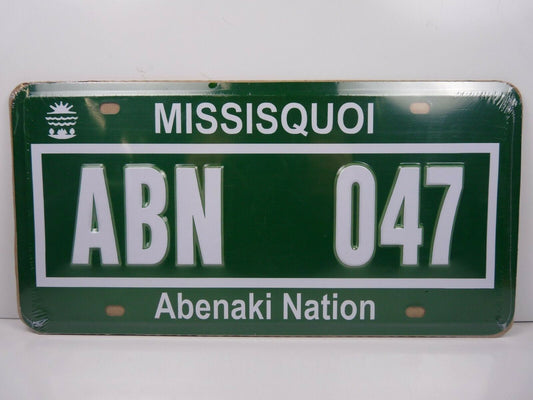 MISSISQUOI
ABN 047
Abenaki Nation